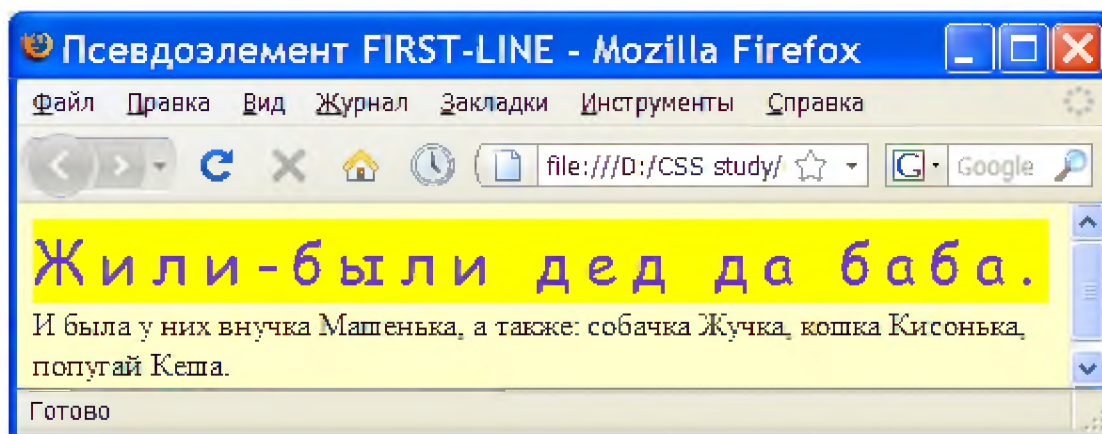 Псевдоэлемент FIRST-LINE - Mozilla Firefox
Файл Правка Вид Журнал Закладки Инструменты Справка
file:///D:/CSS study/ G Google
Жили-были дед да баба.
И была у них внучка Машенька, а также: собачка Жучка, кошка Кисонька,
попугай Кеша.
Готово